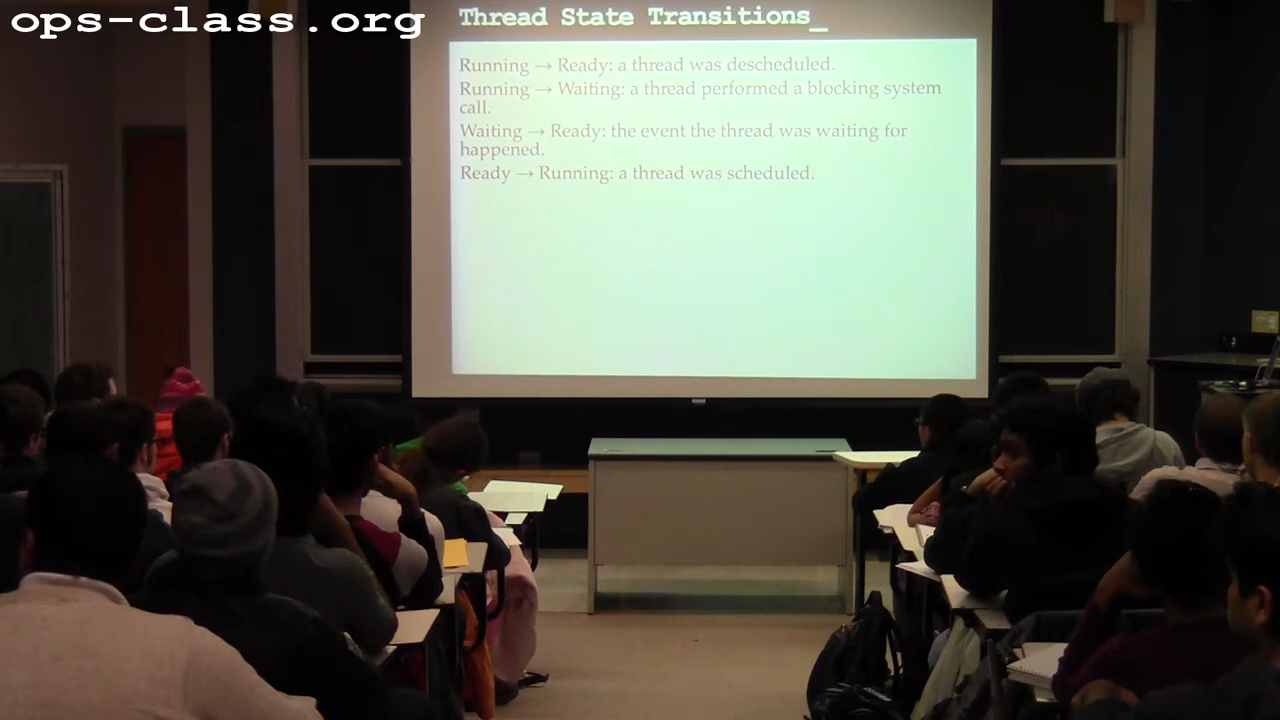 ops-class.org
Thread State Transitions_
Running → Ready: a thread was descheduled.
Running → Waiting: a thread performed a blocking system
call.
Waiting → Ready: the event the thread was waiting for
happened.
Ready → Running: a thread was scheduled.